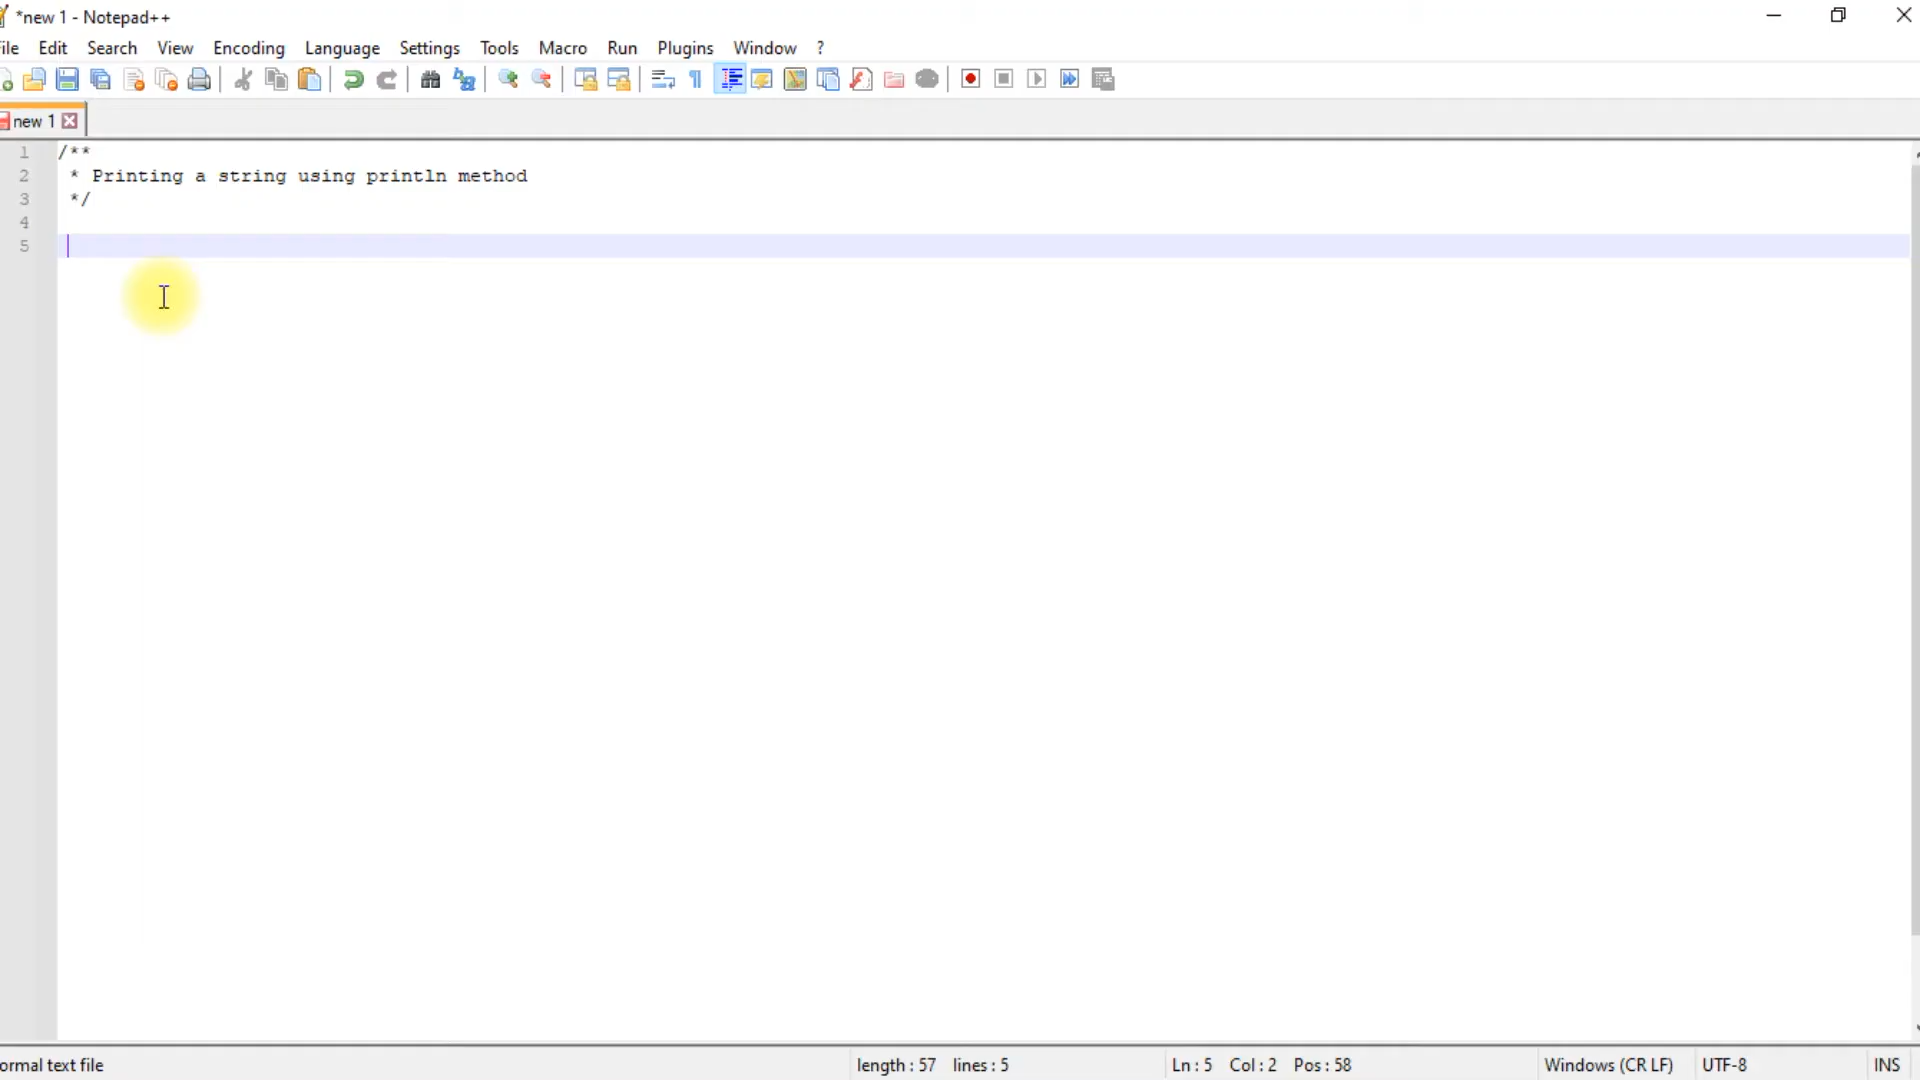 *new 1 - Notepad++
ile Edit Search View Encoding Language Settings Tools Macro Run Plugins Window ?
new 1
1 /**
2 * Printing a string using println method
3 */
4
5
ormal text file length : 57 lines : 5 Ln : 5 Col : 2 Pos : 58 Windows (CR LF) UTF-8 INS